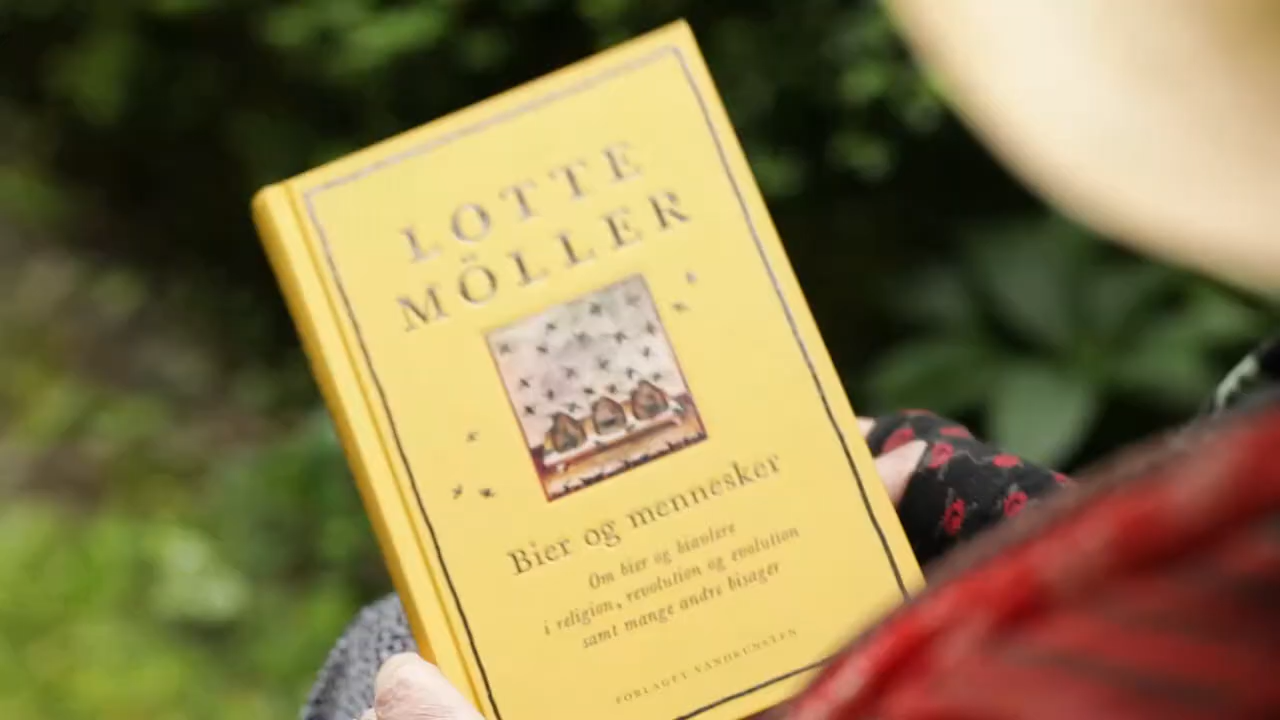 LOTTE
MÖLLER
Bier og mennesker
Om bier og biavlere
i religion, revolution og evolution
samt mange andre bisager
FORLAGET VANDKUNSTEN